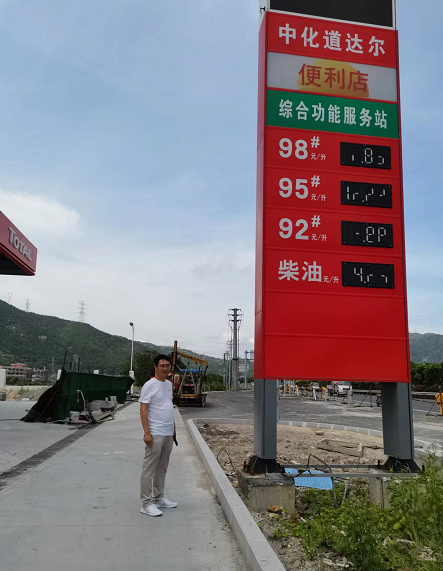 中化道达尔
便利店
综合功能服务站
98# 元/升
95# 元/升
92# 元/升
柴油 元/升
TOTAL